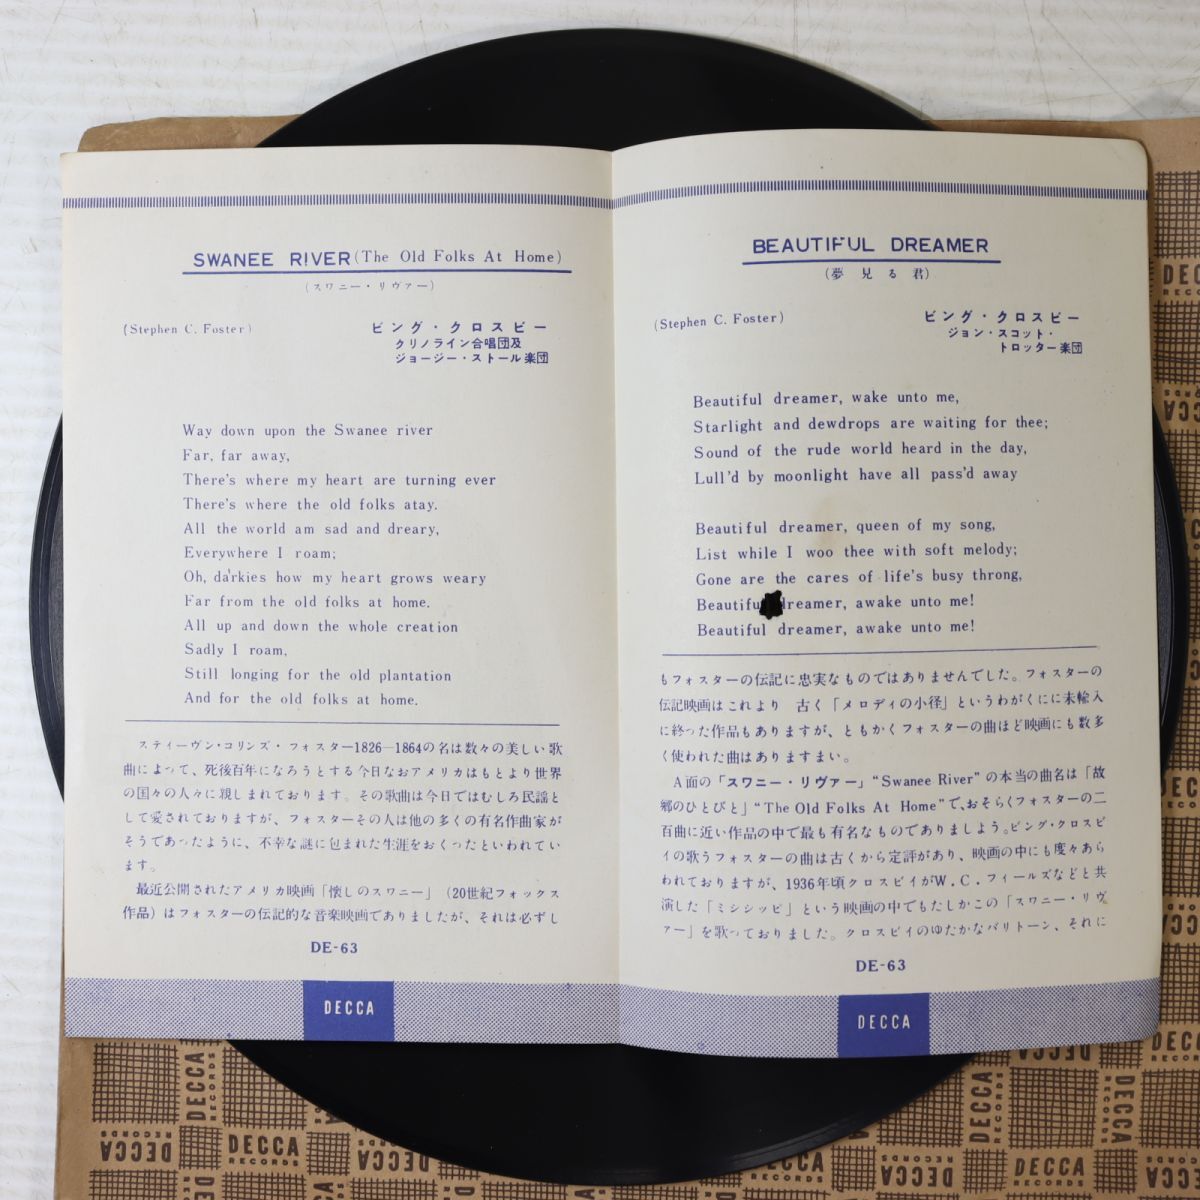 SWANEE RIVER (The Old Folks At Home)
(スワニー・リヴァー)
(Stephen C. Foster)
ビング・クロスビー
クリノライン合唱団及
ジョージー・ストール楽団
Way down upon the Swanee river
Far, far away,
There's where my heart are turning ever
There's where the old folks atay.
All the world am sad and dreary,
Everywhere I roam;
Oh, darkies how my heart grows weary
Far from the old folks at home.
All up and down the whole creation
Sadly I roam,
Still longing for the old plantation
And for the old folks at home.
スティーヴン・コリンズ・フォスター1826—1864の名は数々の美しい歌
曲によって、死後百年になろうとする今日なおアメリカはもとより世界
の国々の人々に親しまれております。その歌曲は今日ではむしろ民謡と
して愛されておりますが、フォスターその人は他の多くの有名作曲家が
そうであったように、不幸な謎に包まれた生涯をおくったといわれてい
ます。
最近公開されたアメリカ映画「懐しのスワニー」(20世紀フォックス
作品)はフォスターの伝記的な音楽映画でありましたが、それは必ずし
DE-63
DECCA
BEAUTIFUL DREAMER
(夢見る君)
(Stephen C. Foster)
ビング・クロスビー
ジョン・スコット・
トロッター楽団
Beautiful dreamer, wake unto me,
Starlight and dewdrops are waiting for thee;
Sound of the rude world heard in the day,
Lull'd by moonlight have all pass'd away
Beautiful dreamer, queen of my song,
List while I woo thee with soft melody;
Gone are the cares of life's busy throng,
Beautiful dreamer, awake unto me!
Beautiful dreamer, awake unto me!
もフォスターの伝記に忠実なものではありませんでした。フォスターの
伝記映画はこれより 古く「メロディの小径」というわがくにに未輸入
に終った作品もありますが、ともかくフォスターの曲ほど映画にも数多
く使われた曲はありますまい。
A面の「スワニー・リヴァー」“Swanee River”の本当の曲名は「故
郷のひとびと」“The Old Folks At Home”で、おそらくフォスターの二
百曲に近い作品の中で最も有名なものでありましよう。ビング・クロスビ
イの歌うフォスターの曲は古くから定評があり、映画の中にも度々あら
われておりますが、1936年頃クロスビイがW.C.フィールズなどと共
演した「ミシシッピ」という映画の中でもたしかこの「スワニー・リヴ
ァー」を歌っておりました。クロスビイのゆたかなバリトーン、それに
DE-63
DECCA
DECCA
RECORDS
DECCA
RECORDS
DECCA
RECORDS
DECCA
RECORDS
DECCA
RECORDS